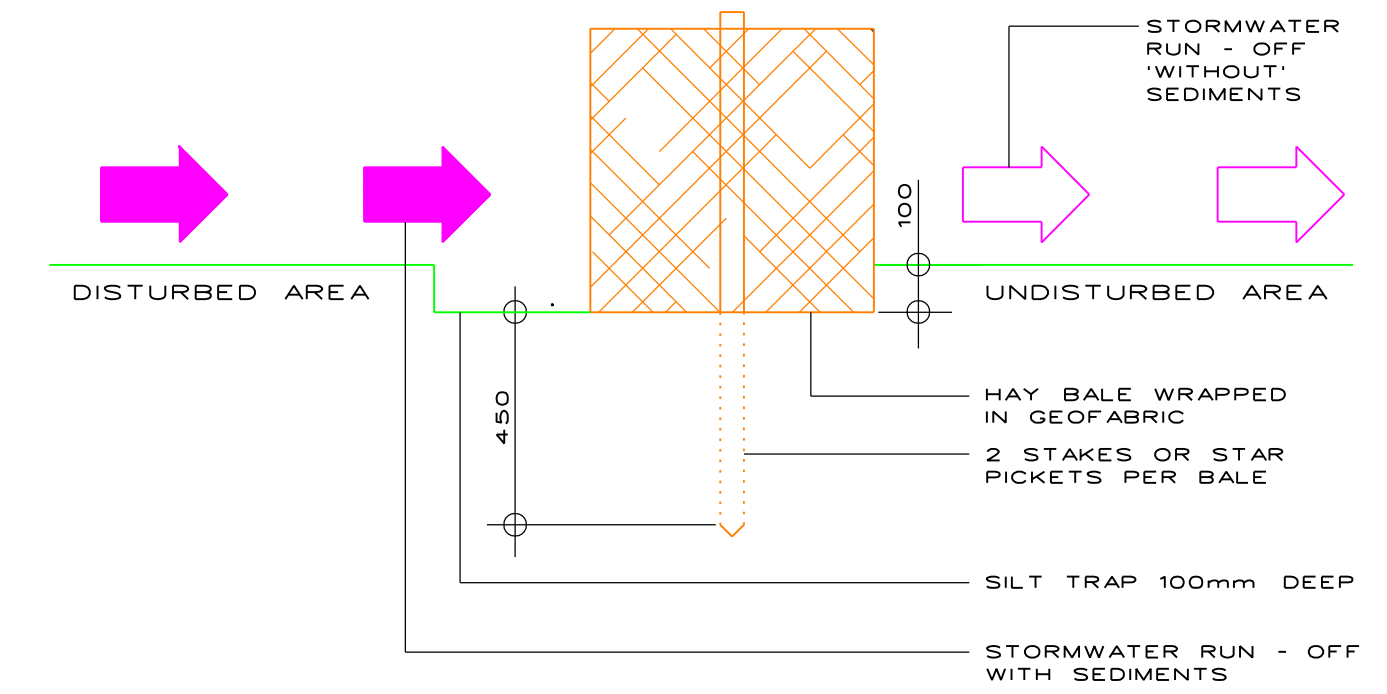 STORMWATER
RUN - OFF
'WITHOUT'
SEDIMENTS
100
DISTURBED AREA
UNDISTURBED AREA
450
HAY BALE WRAPPED
IN GEOFABRIC
2 STAKES OR STAR
PICKETS PER BALE
SILT TRAP 100mm DEEP
STORMWATER RUN - OFF
WITH SEDIMENTS